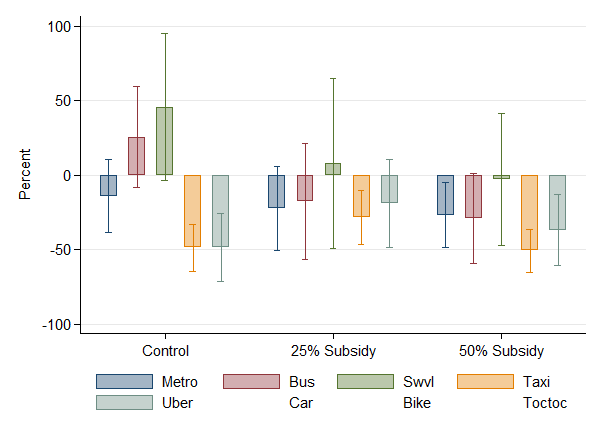 100
50
0
-50
-100
Percent
Control 25% Subsidy 50% Subsidy
Metro Bus Swvl Taxi
Uber Car Bike Toctoc